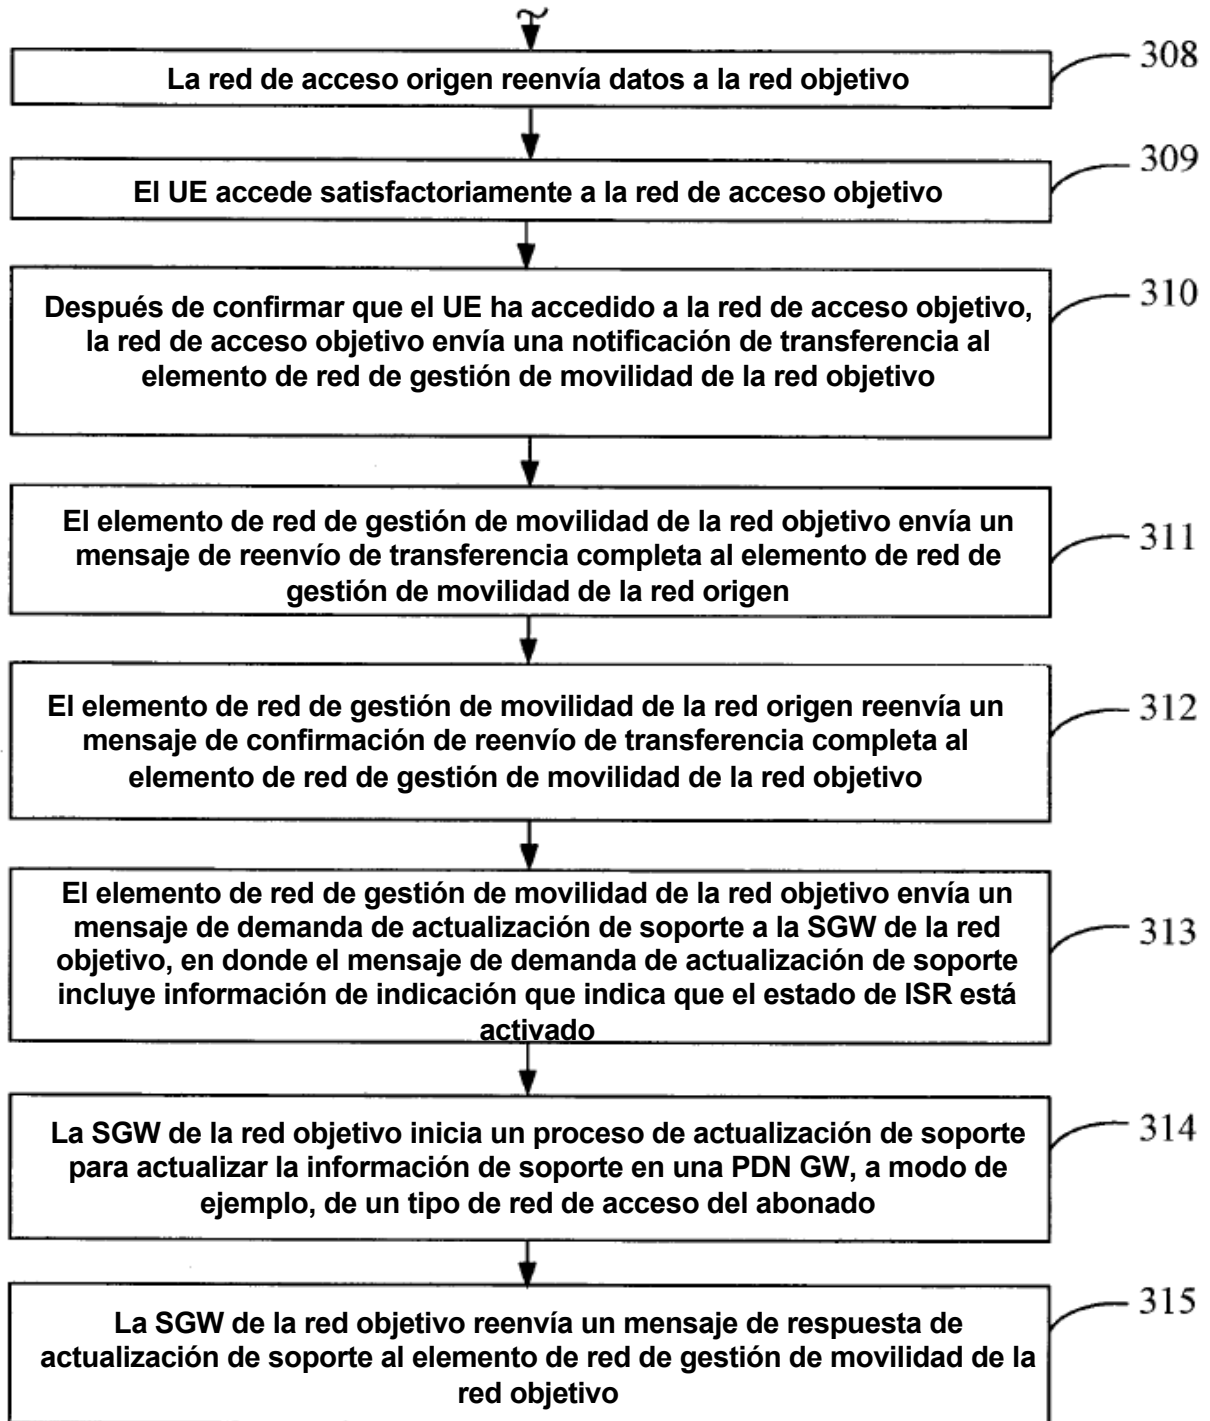 La red de acceso origen reenvía datos a la red objetivo
308
El UE accede satisfactoriamente a la red de acceso objetivo
309
Después de confirmar que el UE ha accedido a la red de acceso objetivo,
la red de acceso objetivo envía una notificación de transferencia al
elemento de red de gestión de movilidad de la red objetivo
310
El elemento de red de gestión de movilidad de la red objetivo envía un
mensaje de reenvío de transferencia completa al elemento de red de
gestión de movilidad de la red origen
311
El elemento de red de gestión de movilidad de la red origen reenvía un
mensaje de confirmación de reenvío de transferencia completa al
elemento de red de gestión de movilidad de la red objetivo
312
El elemento de red de gestión de movilidad de la red objetivo envía un
mensaje de demanda de actualización de soporte a la SGW de la red
objetivo, en donde el mensaje de demanda de actualización de soporte
incluye información de indicación que indica que el estado de ISR está
activado
313
La SGW de la red objetivo inicia un proceso de actualización de soporte
para actualizar la información de soporte en una PDN GW, a modo de
ejemplo, de un tipo de red de acceso del abonado
314
La SGW de la red objetivo reenvía un mensaje de respuesta de
actualización de soporte al elemento de red de gestión de movilidad de la
red objetivo
315